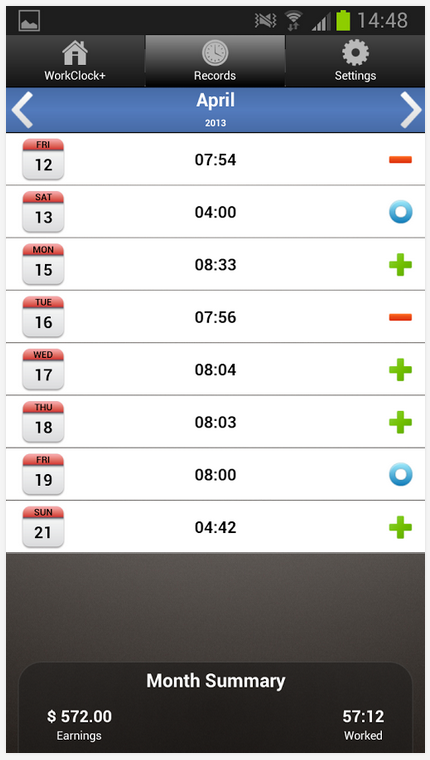 14:48
WorkClock+ Records Settings
April
2013
FRI
12 07:54
SAT
13 04:00
MON
15 08:33
TUE
16 07:56
WED
17 08:04
THU
18 08:03
FRI
19 08:00
SUN
21 04:42
Month Summary
$ 572.00 57:12
Earnings Worked